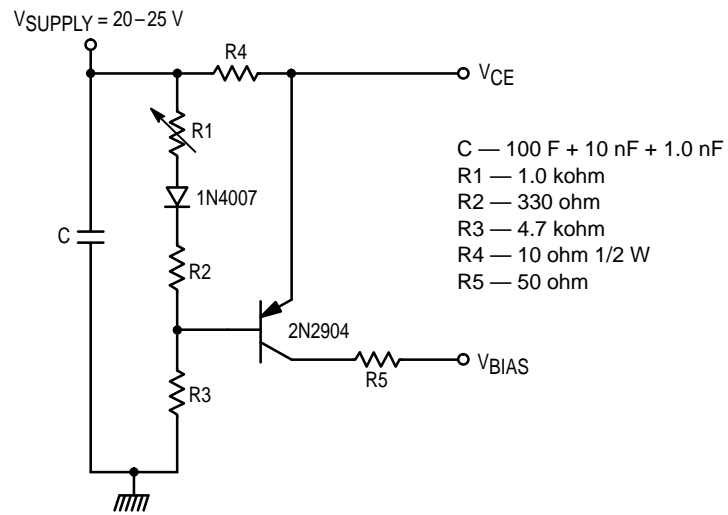 VSUPPLY = 20–25 V
R4
VCE
R1
C — 100 F + 10 nF + 1.0 nF
R1 — 1.0 kohm
R2 — 330 ohm
R3 — 4.7 kohm
R4 — 10 ohm 1/2 W
R5 — 50 ohm
1N4007
C
R2
2N2904
R5
VBIAS
R3